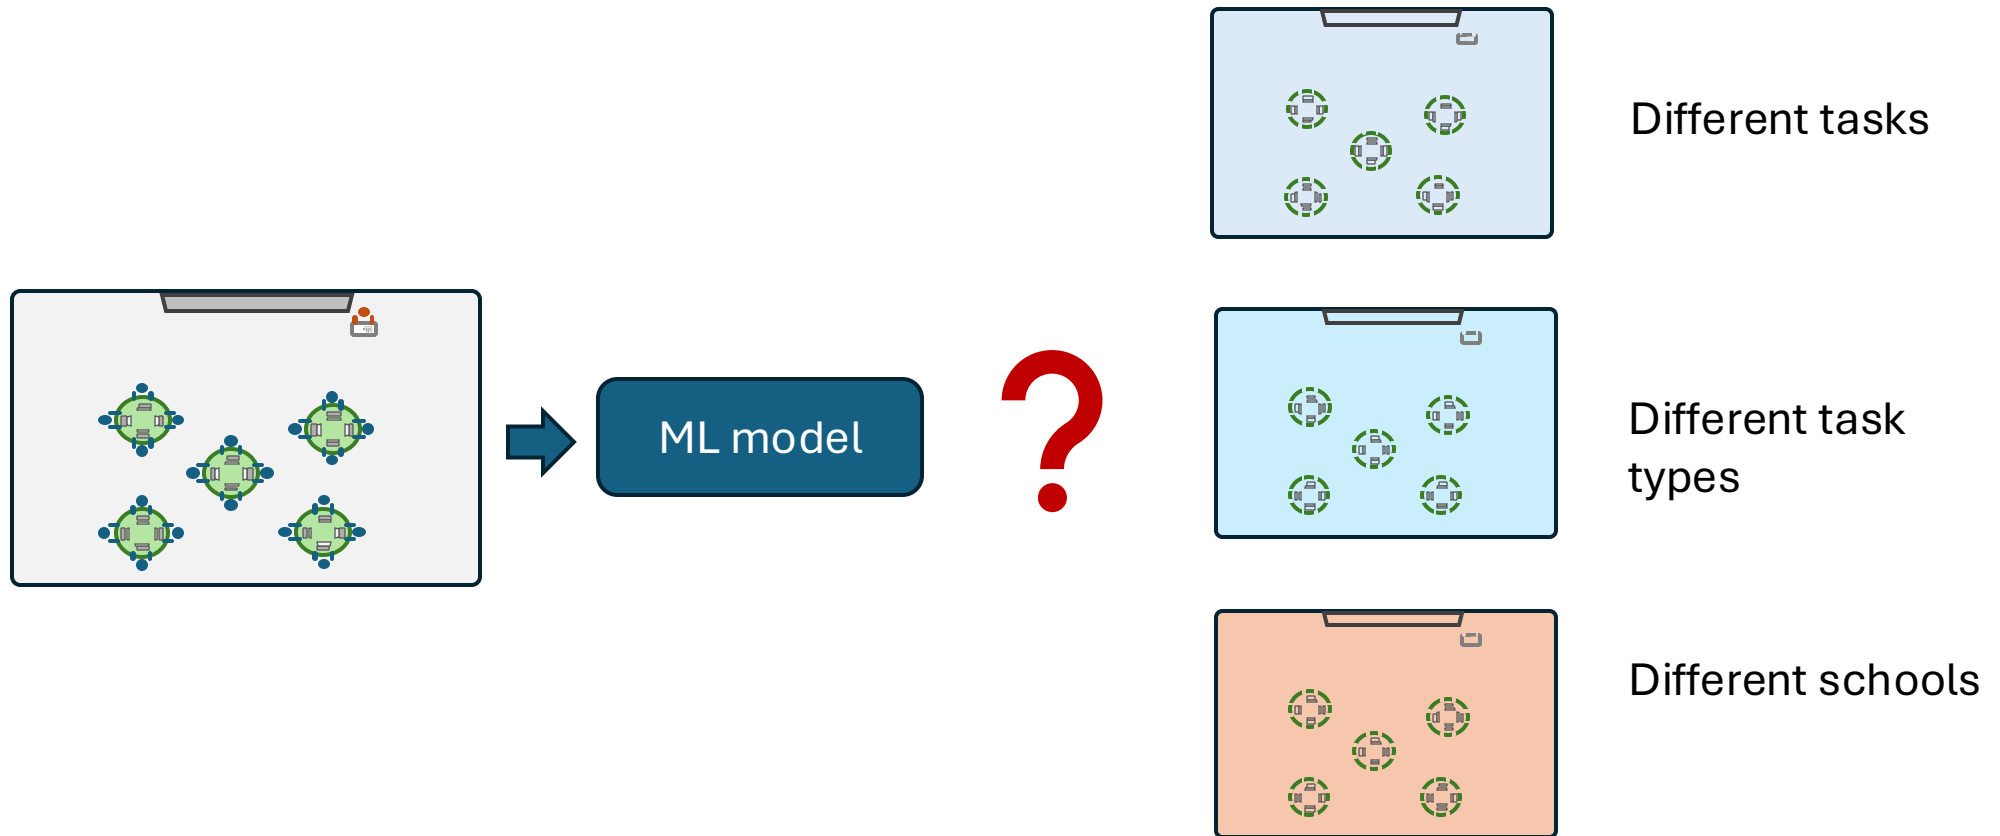 Different tasks
ML model
Different task
types
Different schools